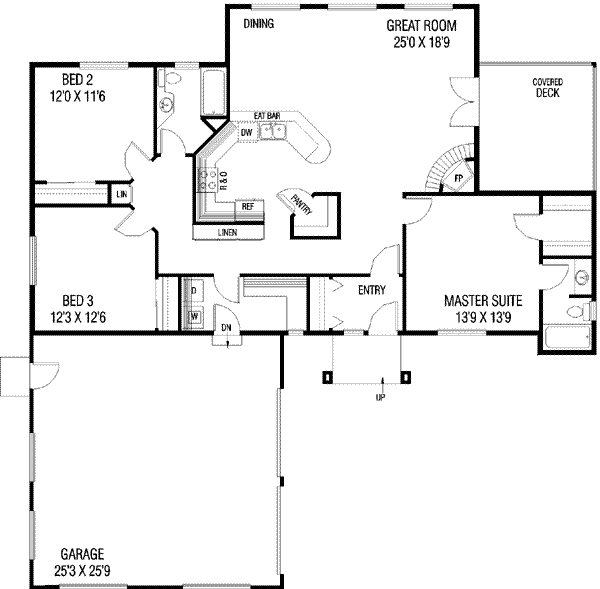 DINING
GREAT ROOM
25'0 X 18'9
BED 2
12'0 X 11'6
COVERED
DECK
EAT BAR
DW
R & O
REF
PANTRY
FP
LIN
LINEN
BED 3
12'3 X 12'6
D
W
DN
ENTRY
MASTER SUITE
13'9 X 13'9
UP
GARAGE
25'3 X 25'9